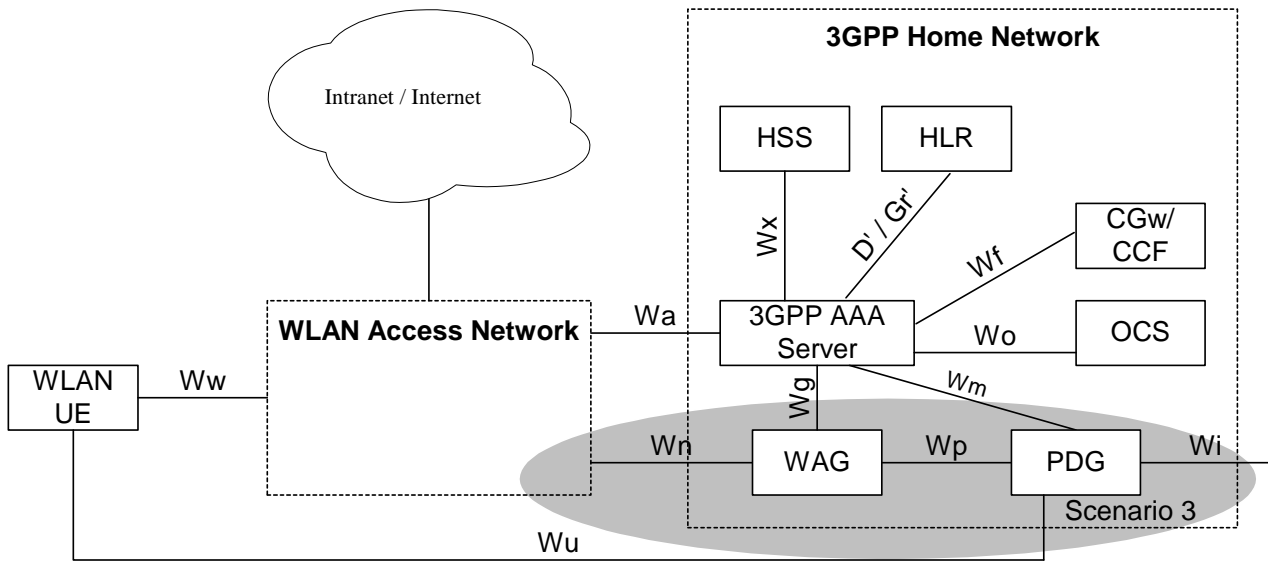 3GPP Home Network
Intranet / Internet
HSS
HLR
Wx
D' / Gr'
CGw/
CCF
Wf
WLAN Access Network
Wa
3GPP AAA
Server
Wo
OCS
WLAN
UE
Ww
Wg
Wm
Wn
WAG
Wp
PDG
Wi
Scenario 3
Wu